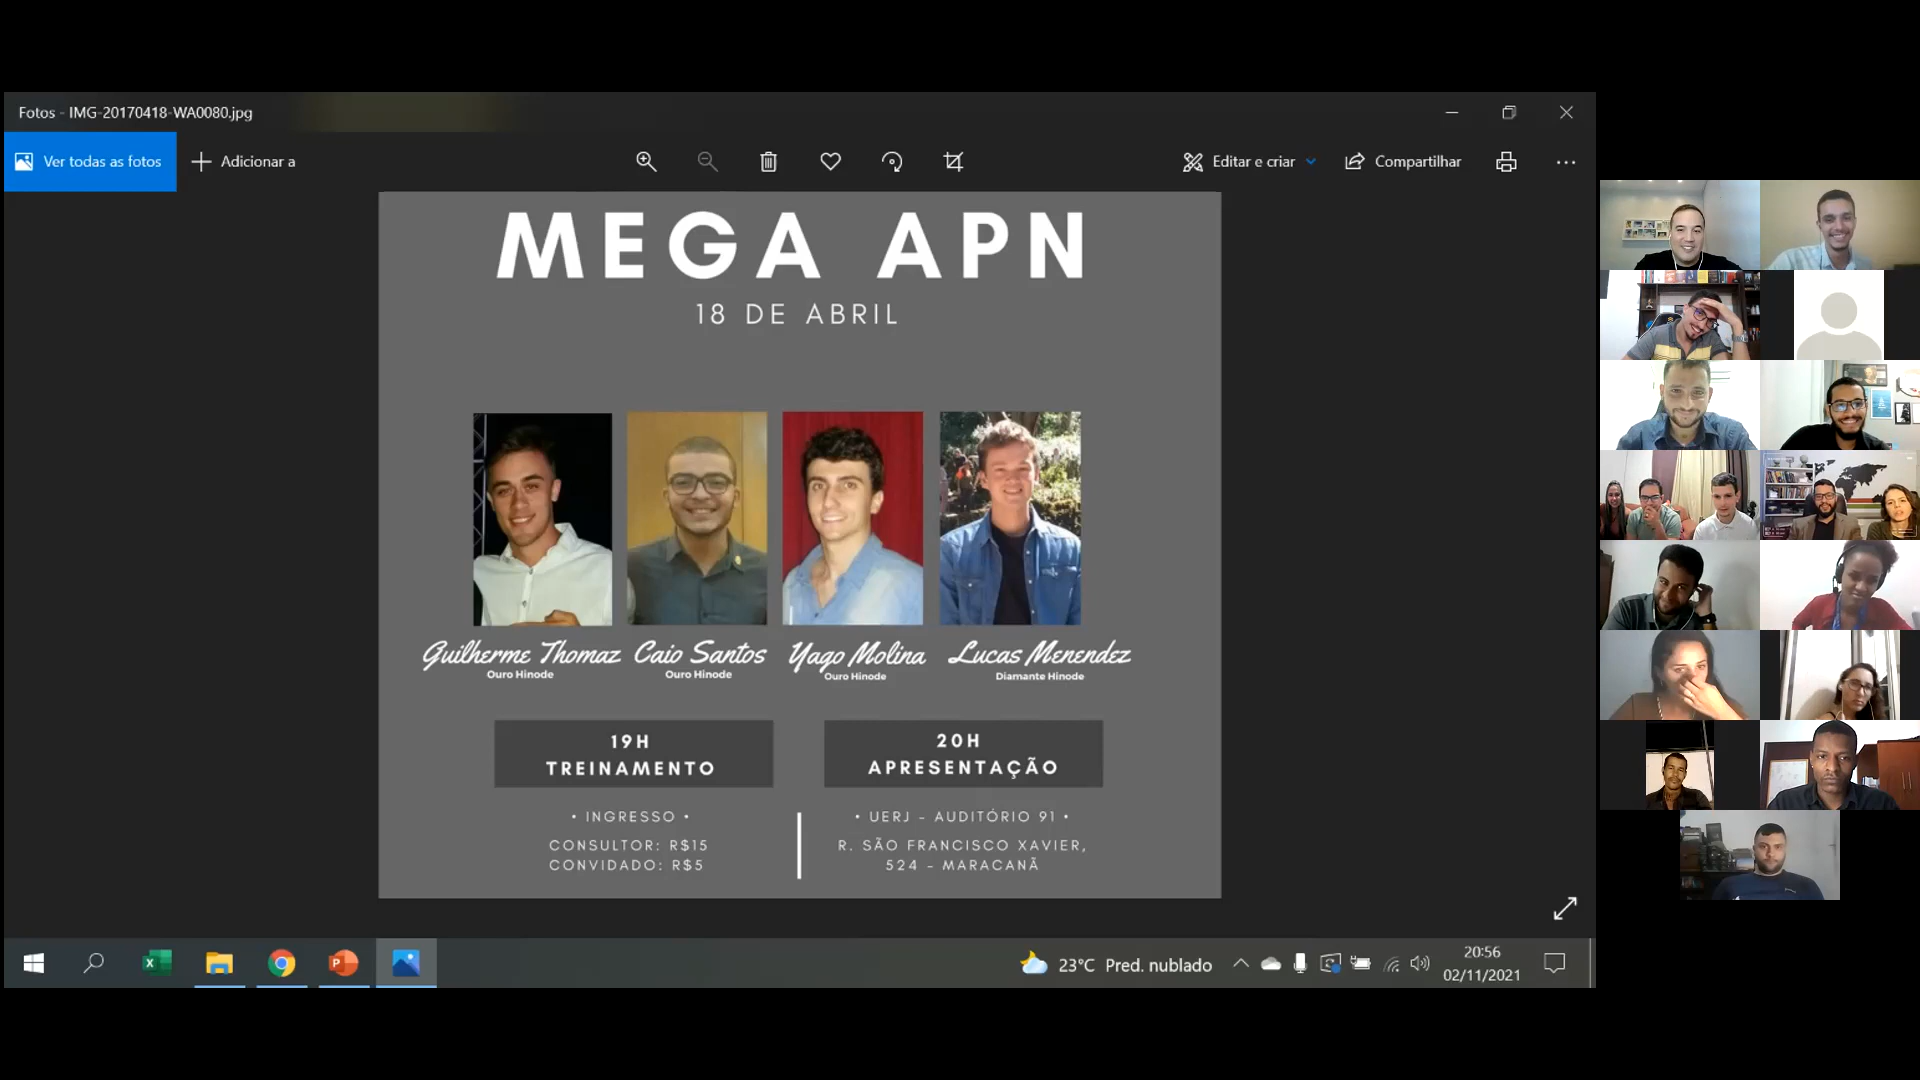 Fotos - IMG-20170418-WA0080.jpg
Ver todas as fotos
Adicionar a
Editar e criar
Compartilhar
MEGA APN
18 DE ABRIL
Guilherme Thomaz
Ouro Hinode
Caio Santos
Ouro Hinode
Yago Molina
Ouro Hinode
Lucas Menendez
Diamante Hinode
19H
TREINAMENTO
20H
APRESENTAÇÃO
• INGRESSO •
CONSULTOR: R$15
CONVIDADO: R$5
• UERJ - AUDITÓRIO 91 •
R. SÃO FRANCISCO XAVIER,
524 - MARACANÃ
23°C Pred. nublado
20:56
02/11/2021